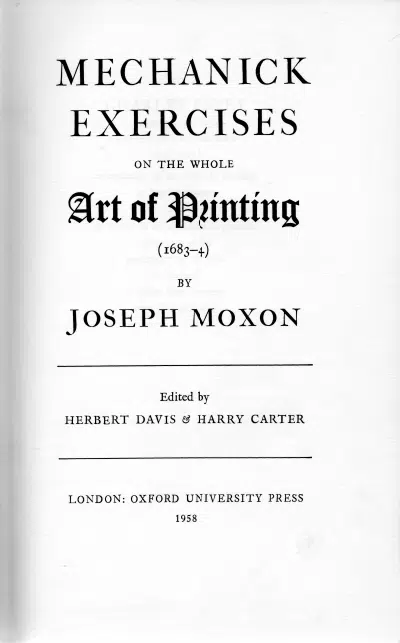 MECHANICK
EXERCISES
ON THE WHOLE
Art of Printing
(1683–4)
BY
JOSEPH MOXON
Edited by
HERBERT DAVIS & HARRY CARTER
LONDON: OXFORD UNIVERSITY PRESS
1958